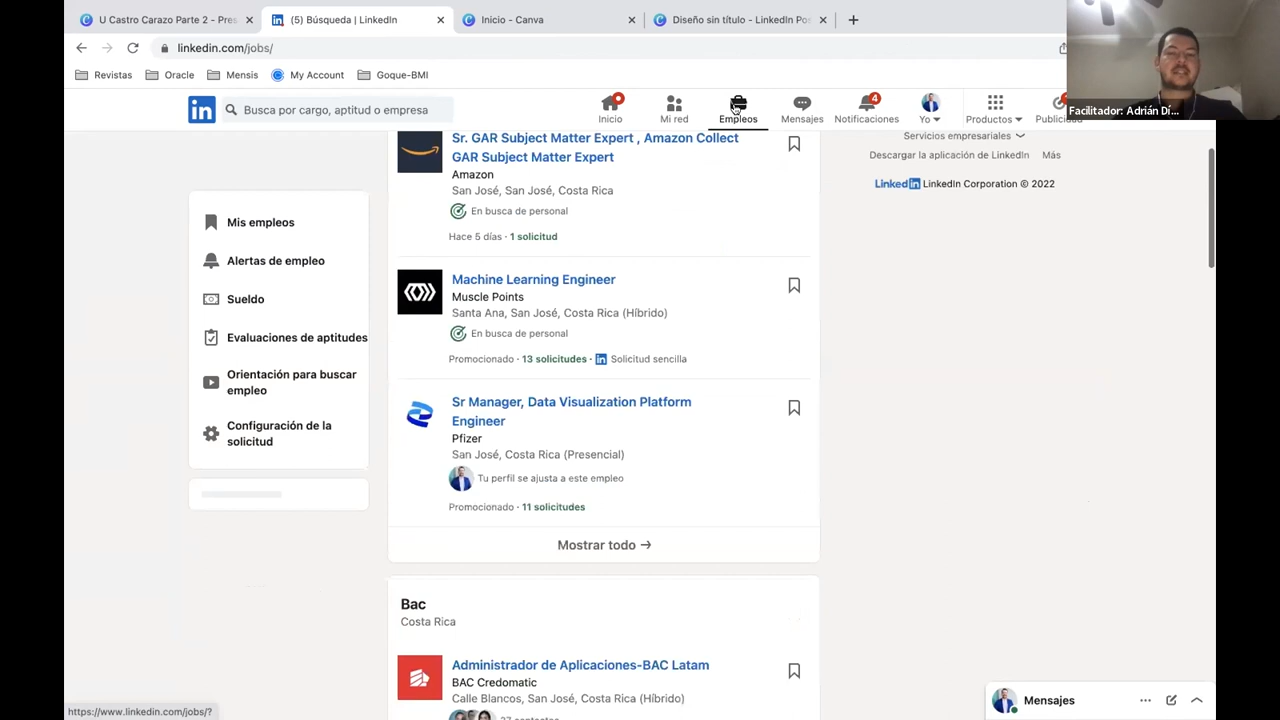 U Castro Carazo Parte 2 - Pres
(5) Búsqueda | LinkedIn
Inicio - Canva
Diseño sin título - LinkedIn Pos
linkedin.com/jobs/
Revistas
Oracle
Mensis
My Account
Goque-BMI
Facilitador: Adrián Dí...
Busca por cargo, aptitud o empresa
Inicio
Mi red
Empleos
Mensajes
4
Notificaciones
Yo
Productos
Publicid
Mis empleos
Alertas de empleo
Sueldo
Evaluaciones de aptitudes
Orientación para buscar
empleo
Configuración de la
solicitud
Sr. GAR Subject Matter Expert , Amazon Collect
GAR Subject Matter Expert
Amazon
San José, San José, Costa Rica
En busca de personal
Hace 5 días · 1 solicitud
Machine Learning Engineer
Muscle Points
Santa Ana, San José, Costa Rica (Híbrido)
En busca de personal
Promocionado · 13 solicitudes · in Solicitud sencilla
Sr Manager, Data Visualization Platform
Engineer
Pfizer
San José, Costa Rica (Presencial)
Tu perfil se ajusta a este empleo
Promocionado · 11 solicitudes
Mostrar todo →
Bac
Costa Rica
Administrador de Aplicaciones-BAC Latam
BAC Credomatic
Calle Blancos, San José, Costa Rica (Híbrido)
Servicios empresariales
Descargar la aplicación de LinkedIn Más
LinkedIn LinkedIn Corporation © 2022
Mensajes
https://www.linkedin.com/jobs/?